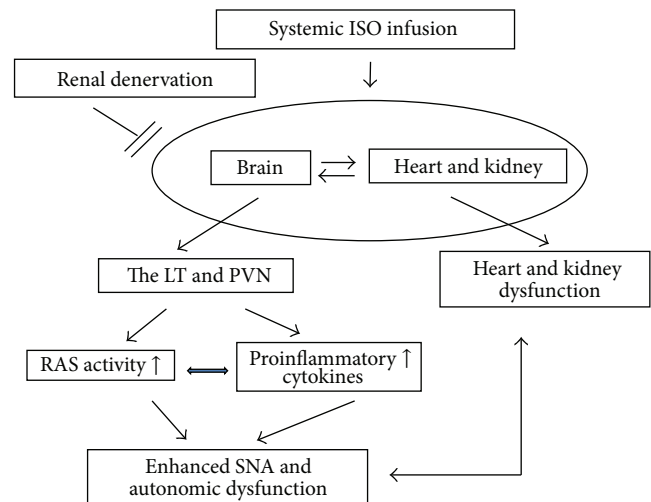 Systemic ISO infusion
Renal denervation
Brain
Heart and kidney
The LT and PVN
Heart and kidney
dysfunction
RAS activity ↑
Proinflammatory ↑
cytokines
Enhanced SNA and
autonomic dysfunction